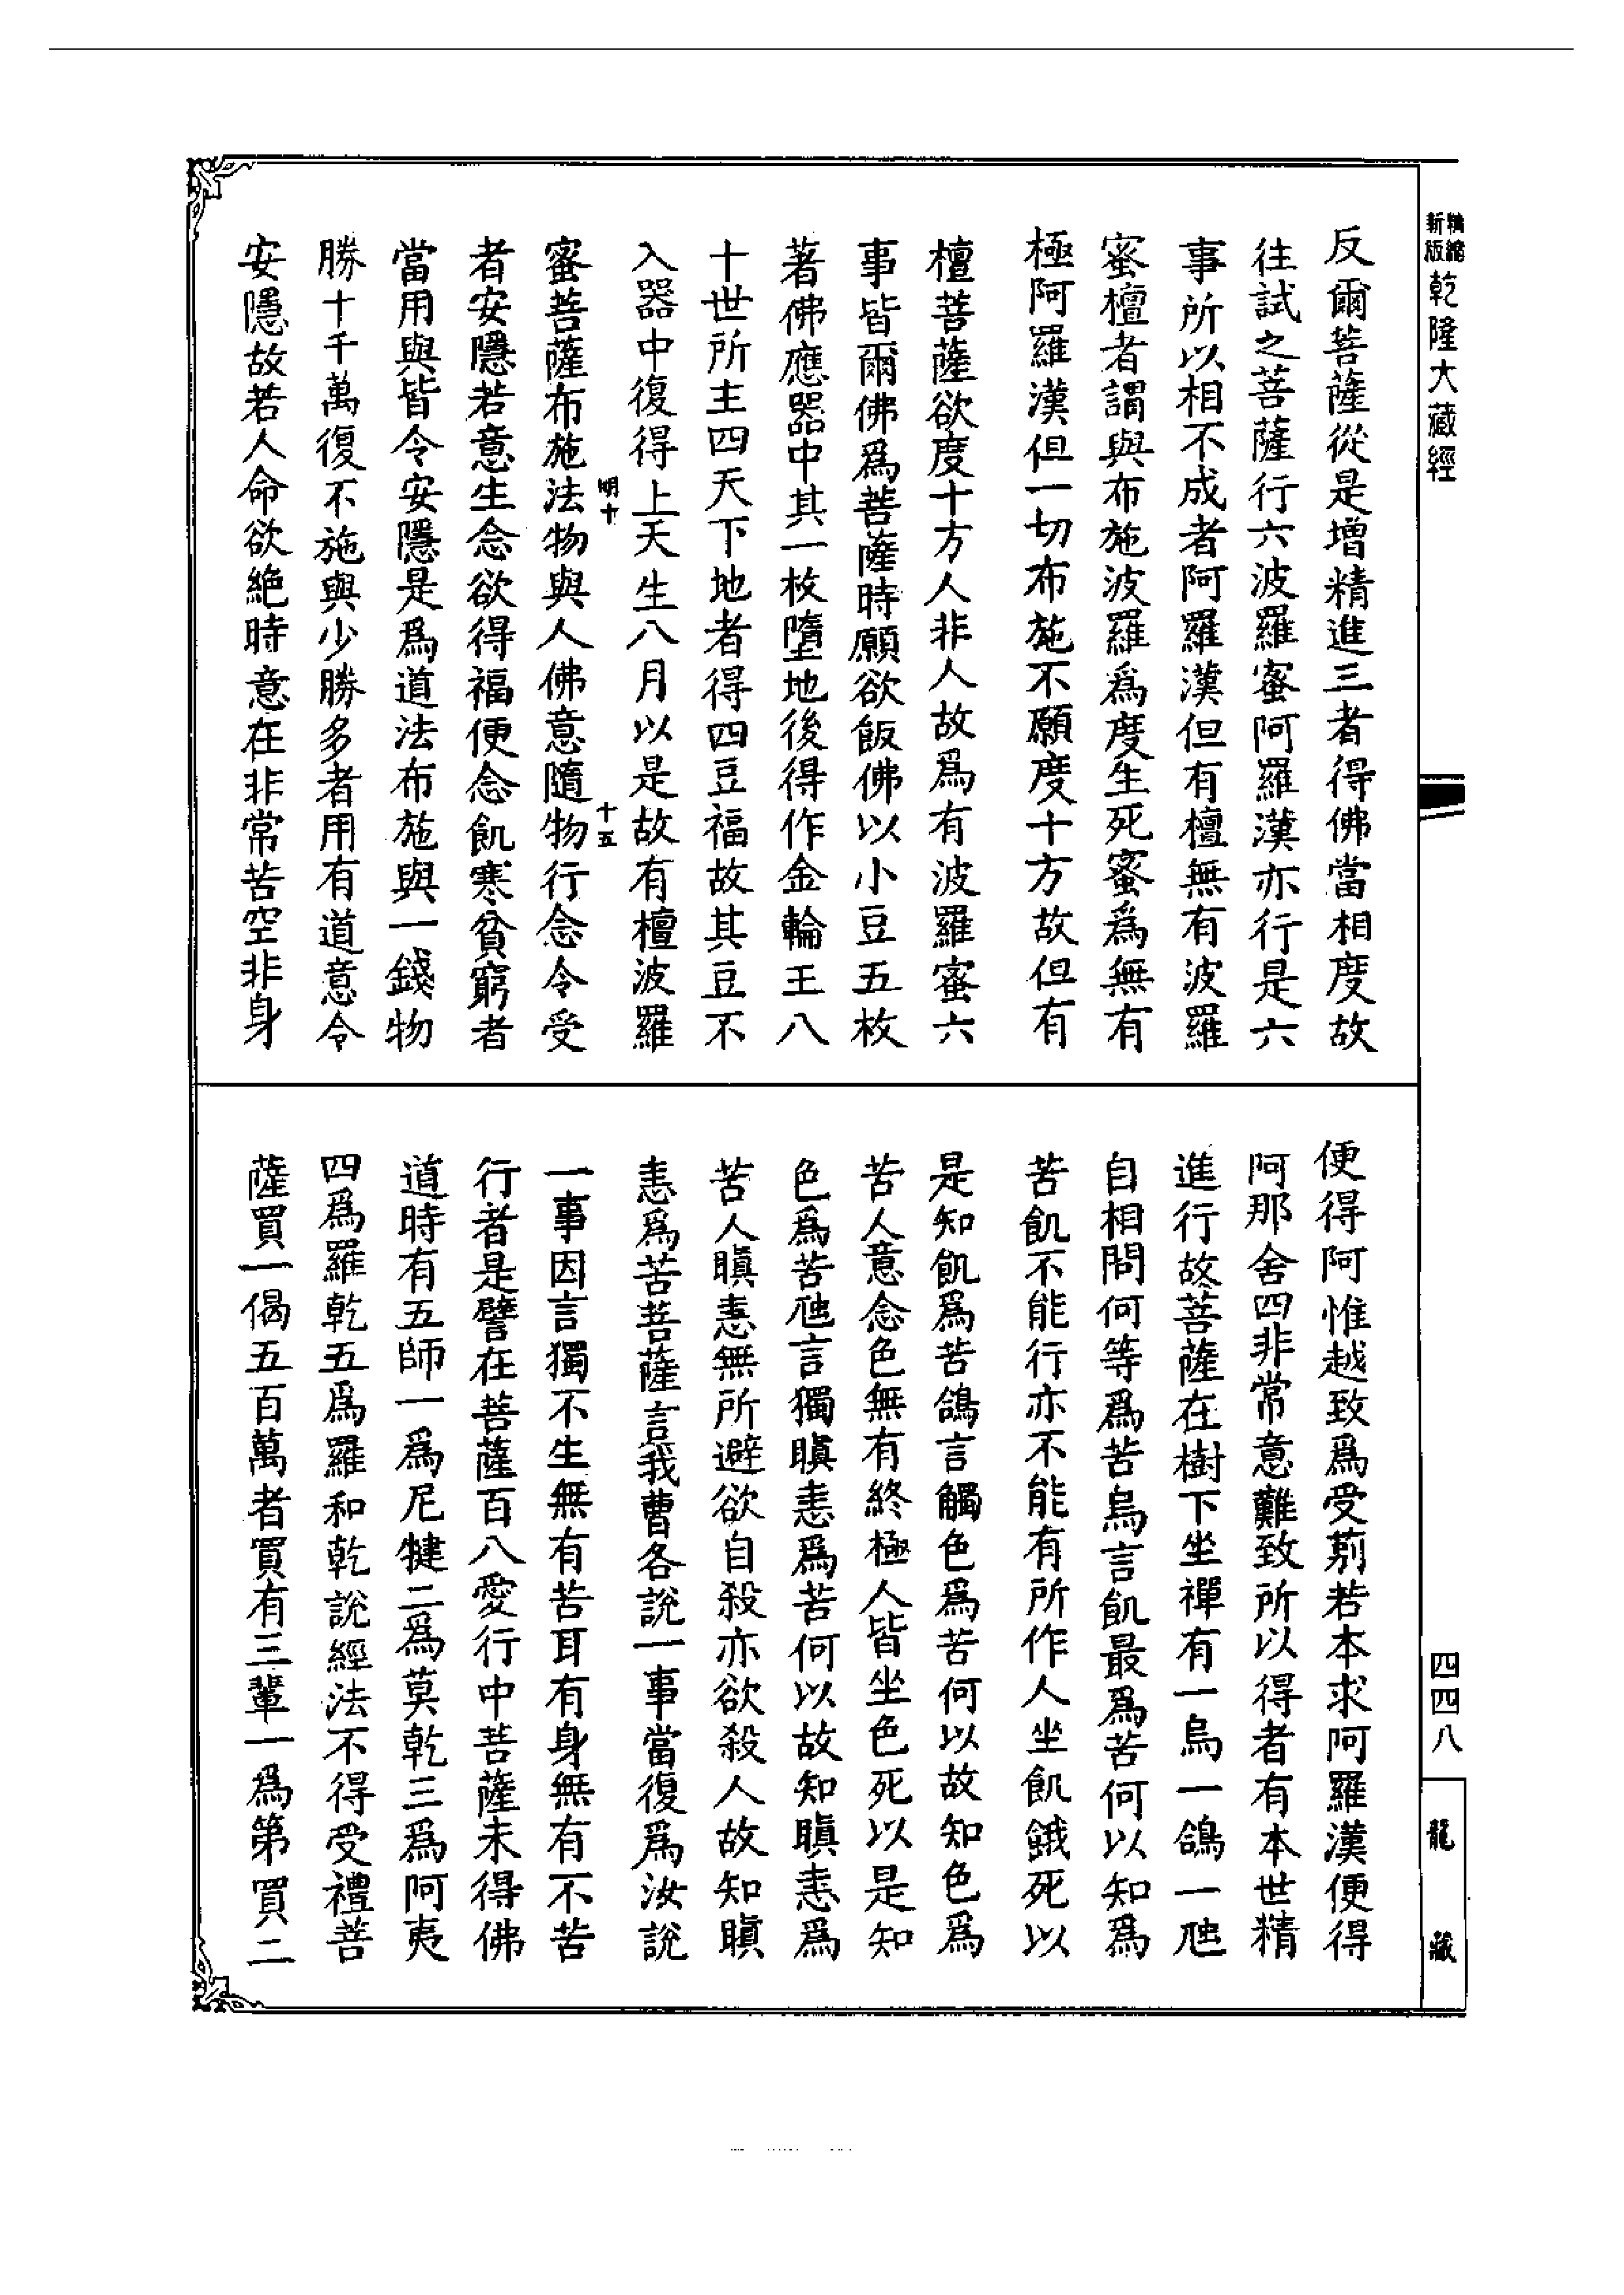 精縮新版乾隆大藏經
反爾菩薩從是增精進三者得佛當相度故
往試之菩薩行六波羅蜜阿羅漢亦行是六
事所以相不成者阿羅漢但有檀無有波羅
蜜檀者謂與布施波羅爲度生死蜜爲無有
極阿羅漢但一切布施不願度十方故但有
檀菩薩欲度十方人非人故爲有波羅蜜六
事皆爾佛爲菩薩時願欲飯佛以小豆五枚
著佛應器中其一枚墮地後得作金輪王八
十世所主四天下地者得四豆福故其豆不
入器中復得上天生八月以是故有檀波羅
明十 十五
蜜菩薩布施法物與人佛意隨物行念令受
者安隱若意生念欲得福便念飢寒貧窮者
當用與皆令安隱是爲道法布施與一錢物
勝十千萬復不施與少勝多者用有道意令
安隱故若人命欲絶時意在非常苦空非身
便得阿惟越致爲受莂若本求阿羅漢便得
阿那舍四非常意難致所以得者有本世精
進行故菩薩在樹下坐禪有一烏一鴿一虵
自相問何等爲苦烏言飢最爲苦何以知爲
苦飢不能行亦不能有所作人坐飢餓死以
是知飢爲苦鴿言觸色爲苦何以故知色爲
苦人意念色無有終極人皆坐色死以是知
色爲苦虵言獨瞋恚爲苦何以故知瞋恚爲
苦人瞋恚無所避欲自殺亦欲殺人故知瞋
恚爲苦菩薩言我曹各說一事當復爲汝說
一事因言獨不生無有苦耳有身無有不苦
行者是譬在菩薩百八愛行中菩薩未得佛
道時有五師一爲尼犍二爲莫乾三爲阿夷
四爲羅乾五爲羅和乾說經法不得受禮菩
薩買一偈五百萬者買有三輩一爲第買二
四四八
龍藏